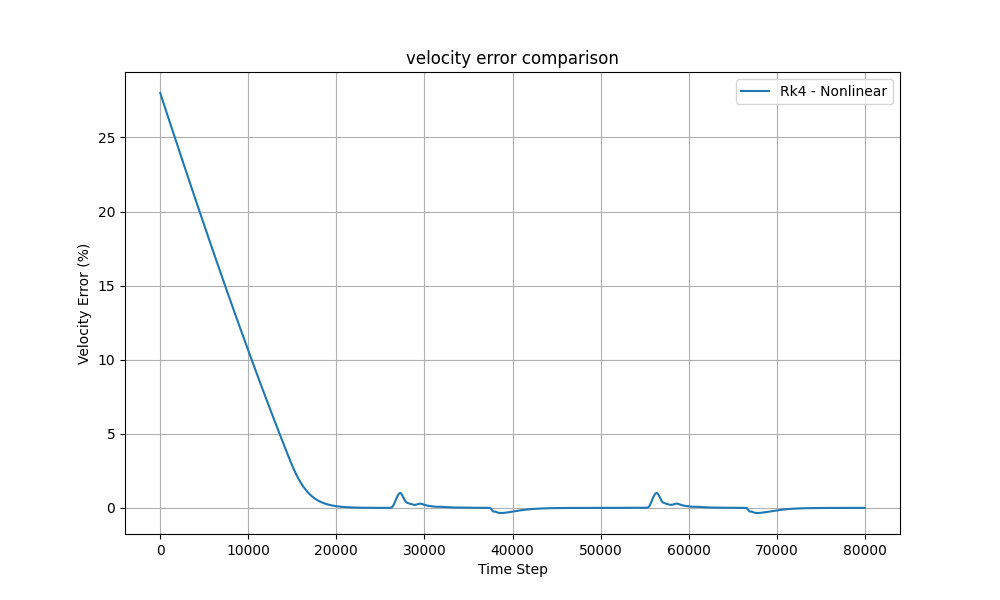 velocity error comparison
Rk4 - Nonlinear
Velocity Error (%)
25
20
15
10
5
0
0 10000 20000 30000 40000 50000 60000 70000 80000
Time Step